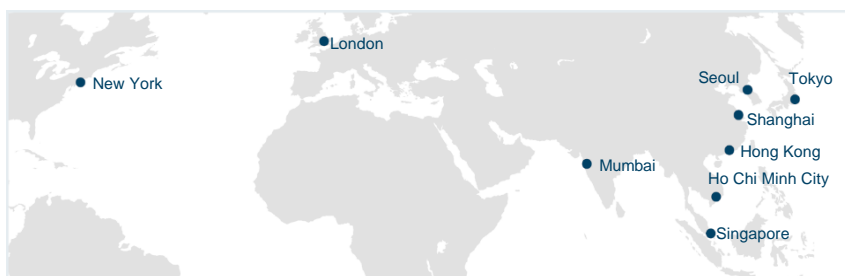 London
New York
Seoul
Tokyo
Shanghai
Hong Kong
Mumbai
Ho Chi Minh City
Singapore